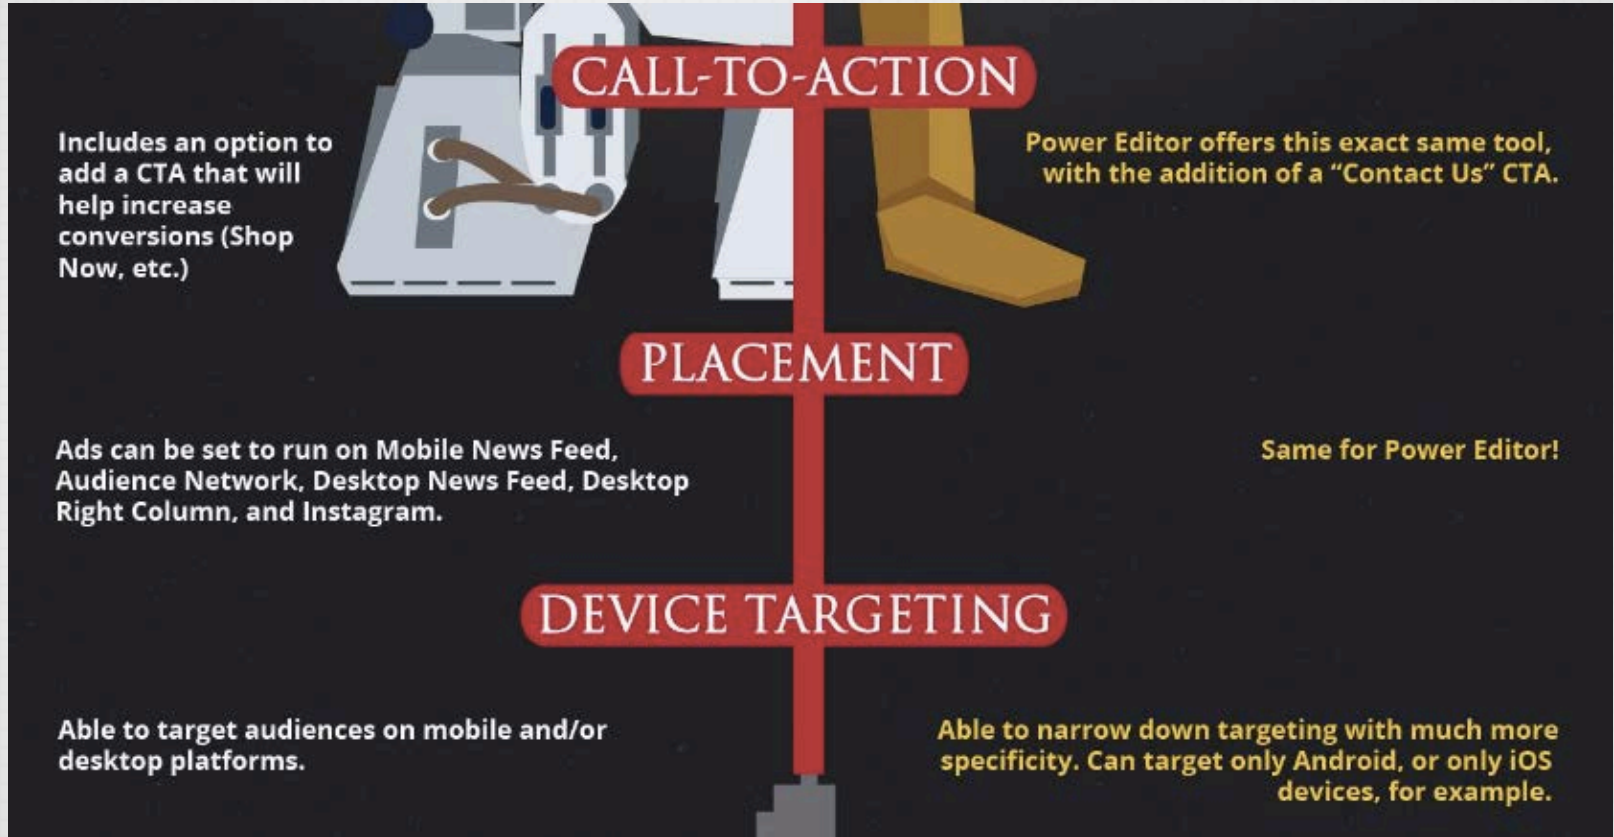 CALL-TO-ACTION
Includes an option to
add a CTA that will
help increase
conversions (Shop
Now, etc.)
Power Editor offers this exact same tool,
with the addition of a “Contact Us” CTA.
PLACEMENT
Ads can be set to run on Mobile News Feed,
Audience Network, Desktop News Feed, Desktop
Right Column, and Instagram.
Same for Power Editor!
DEVICE TARGETING
Able to target audiences on mobile and/or
desktop platforms.
Able to narrow down targeting with much more
specificity. Can target only Android, or only iOS
devices, for example.